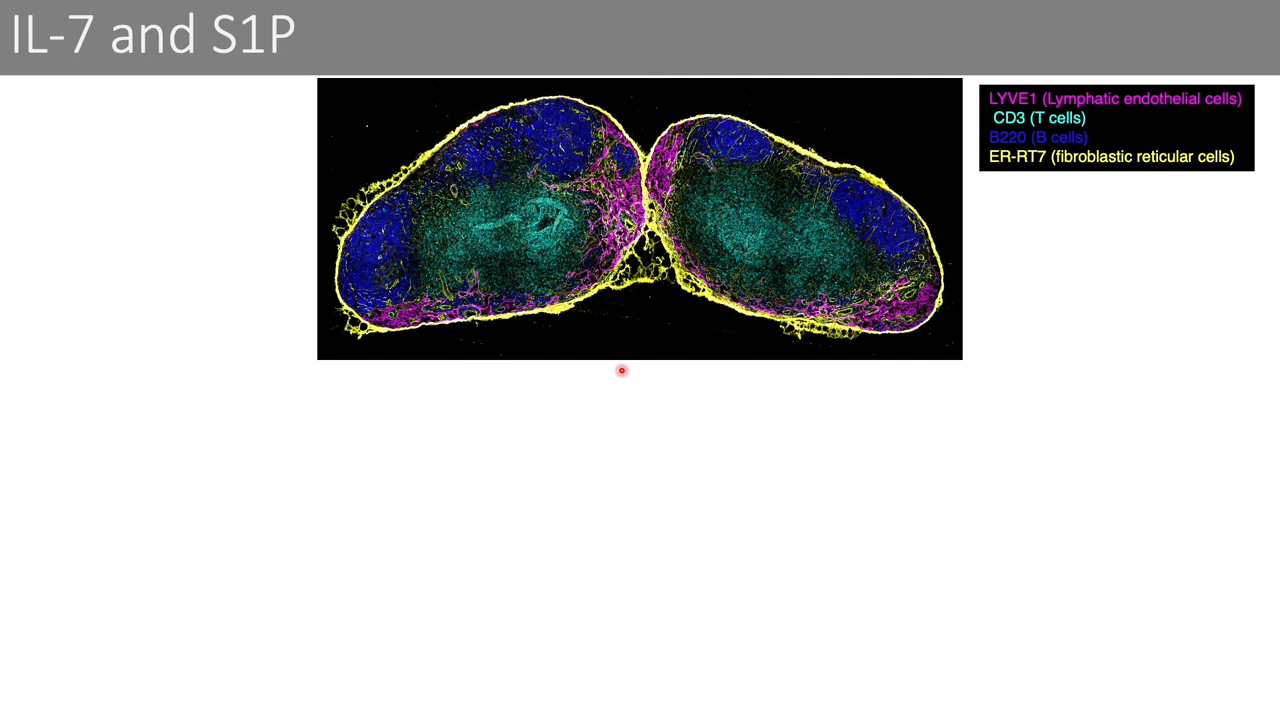 IL-7 and S1P
LYVE1 (Lymphatic endothelial cells)
CD3 (T cells)
B220 (B cells)
ER-RT7 (fibroblastic reticular cells)